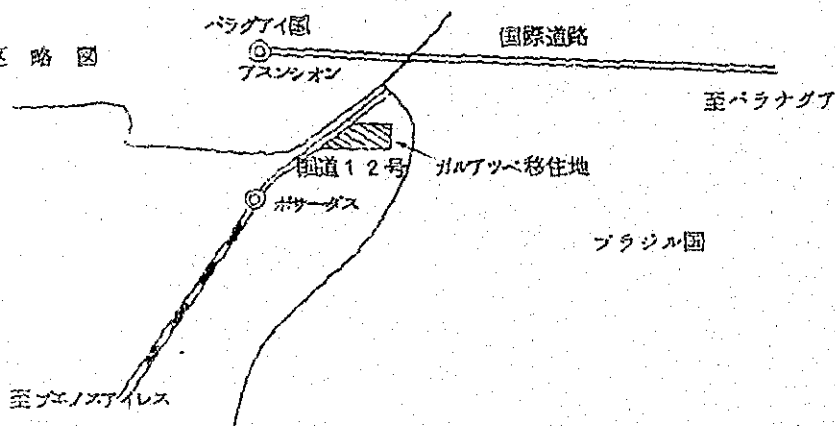 略図
パラグアイ国
アスンシオン
国際道路
至パラナグア
国道12号
ガルアツペ移住地
ポサーダス
ブラジル国
至ブエノスアイレス